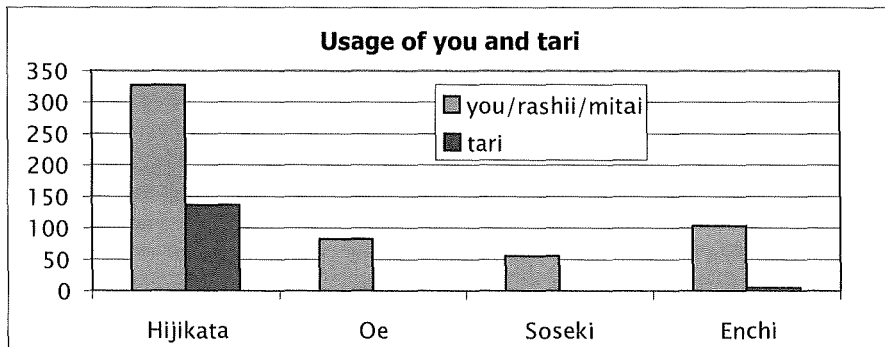 Usage of you and tari
350
300
250
200
150
100
50
0
you/rashii/mitai
tari
Hijikata Oe Soseki Enchi